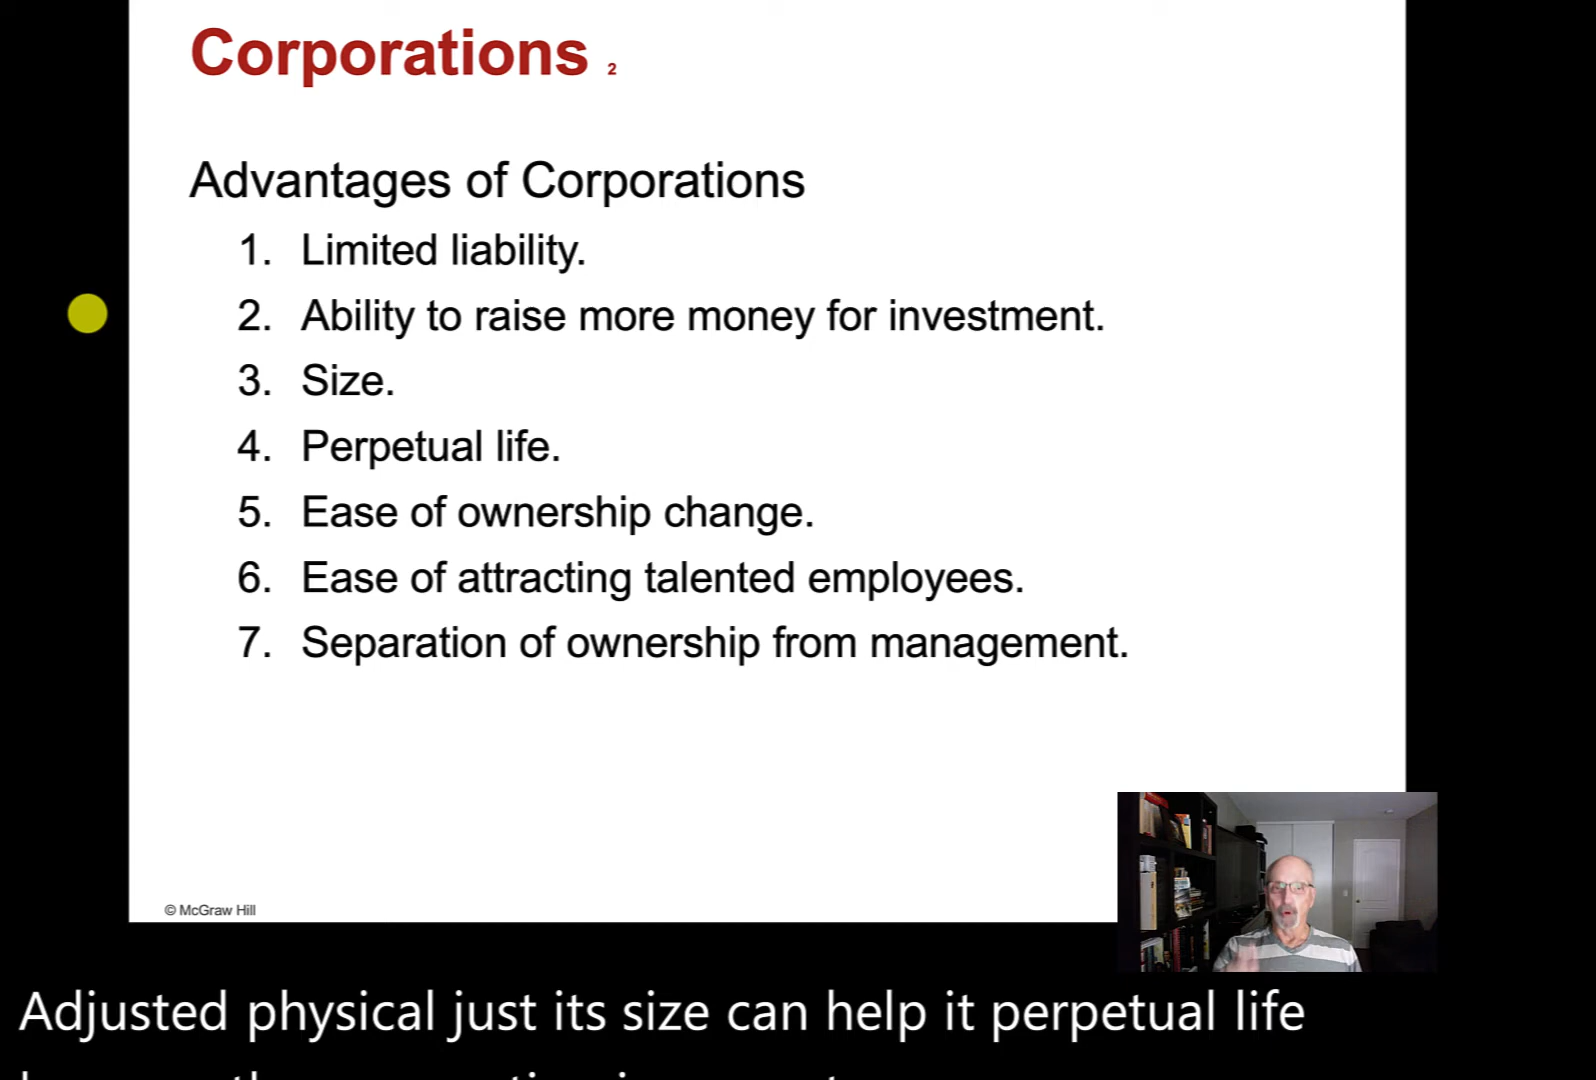 Corporations 2
Advantages of Corporations
1. Limited liability.
2. Ability to raise more money for investment.
3. Size.
4. Perpetual life.
5. Ease of ownership change.
6. Ease of attracting talented employees.
7. Separation of ownership from management.
© McGraw Hill
Adjusted physical just its size can help it perpetual life